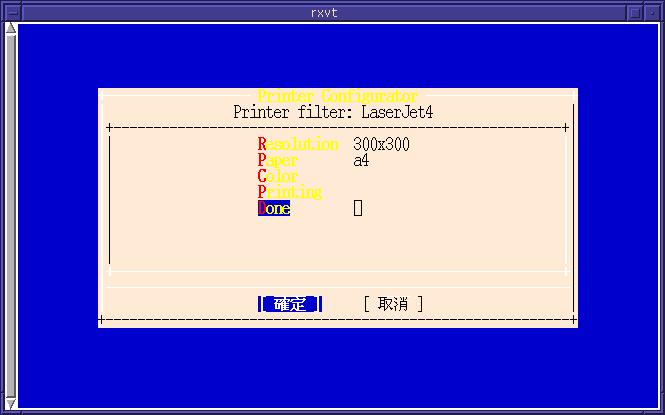 rxvt
Printer Configurator
Printer filter: LaserJet4
Resolution 300x300
Paper a4
Color
Printing
Done
[ 確定 ] [ 取消 ]